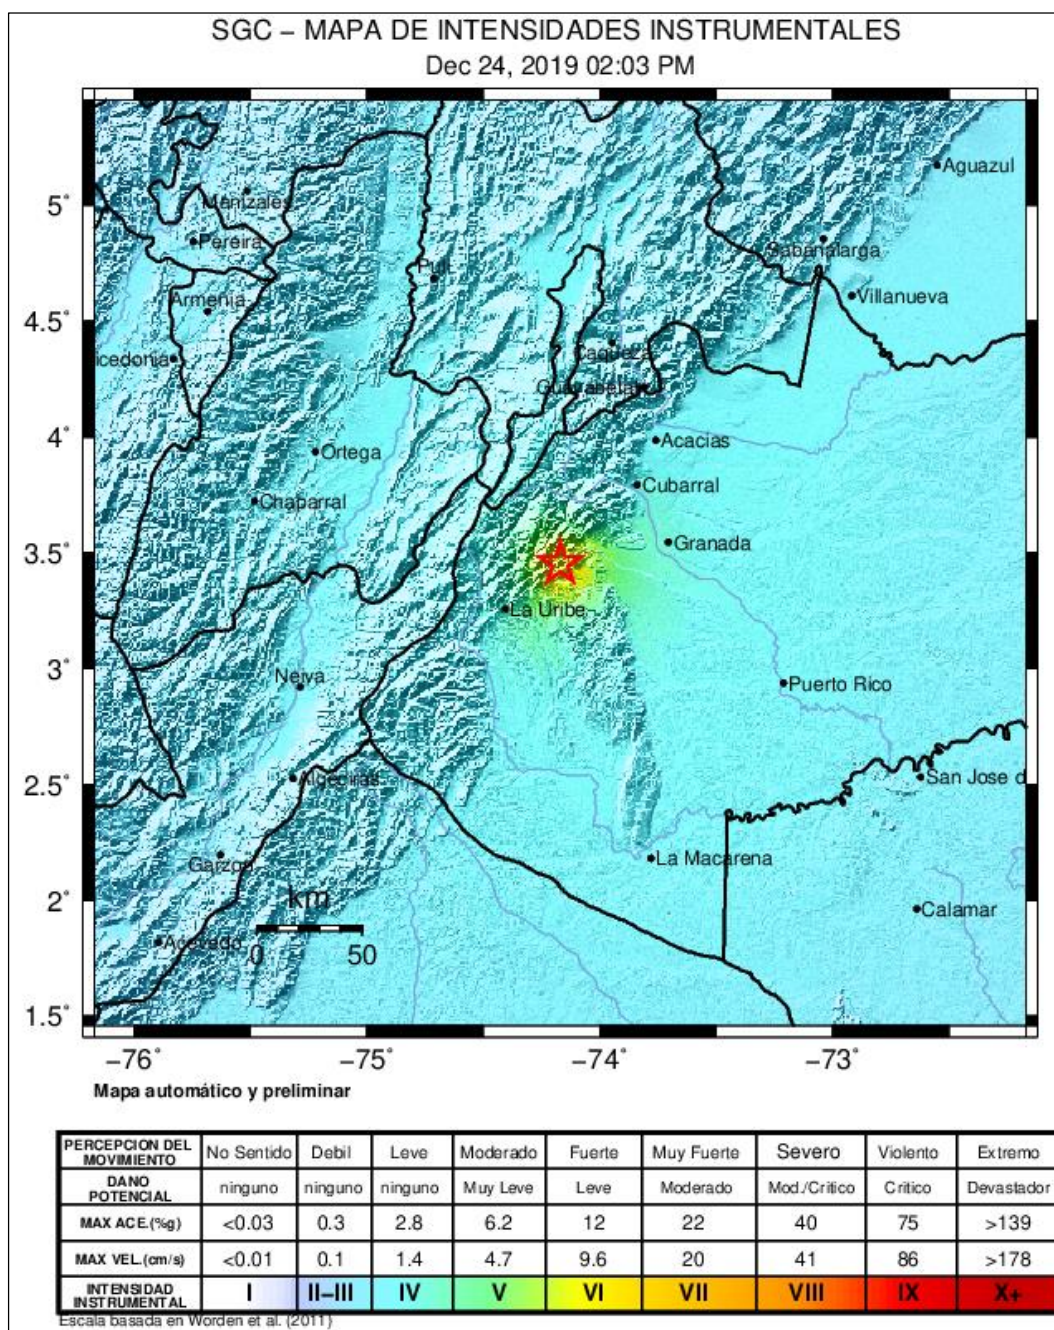 SGC – MAPA DE INTENSIDADES INSTRUMENTALES
Dec 24, 2019 02:03 PM
Aguazul
5˚
Manizales
Pereira
Sabanalarga
Puli
Villanueva
4.5˚
Armenia
icedonia
Caqueza
Guayabetal
4˚
Acacias
Ortega
Cubarral
Chaparral
3.5˚
Granada
La Uribe
3˚
Neiva
Puerto Rico
2.5˚
Algeciras
San Jose d
Garzon
La Macarena
2˚
km
Calamar
Acevedo
0 50
1.5˚
−76˚ −75˚ −74˚ −73˚
Mapa automático y preliminar
PERCEPCION DEL MOVIMIENTO No Sentido Debil Leve Moderado Fuerte Muy Fuerte Severo Violento Extremo
DANO POTENCIAL ninguno ninguno ninguno Muy Leve Leve Moderado Mod./Critico Critico Devastador
MAX ACE.(%g) <0.03 0.3 2.8 6.2 12 22 40 75 >139
MAX VEL.(cm/s) <0.01 0.1 1.4 4.7 9.6 20 41 86 >178
INTENSIDAD INSTRUMENTAL I II–III IV V VI VII VIII IX X+
Escala basada en Worden et al. (2011)